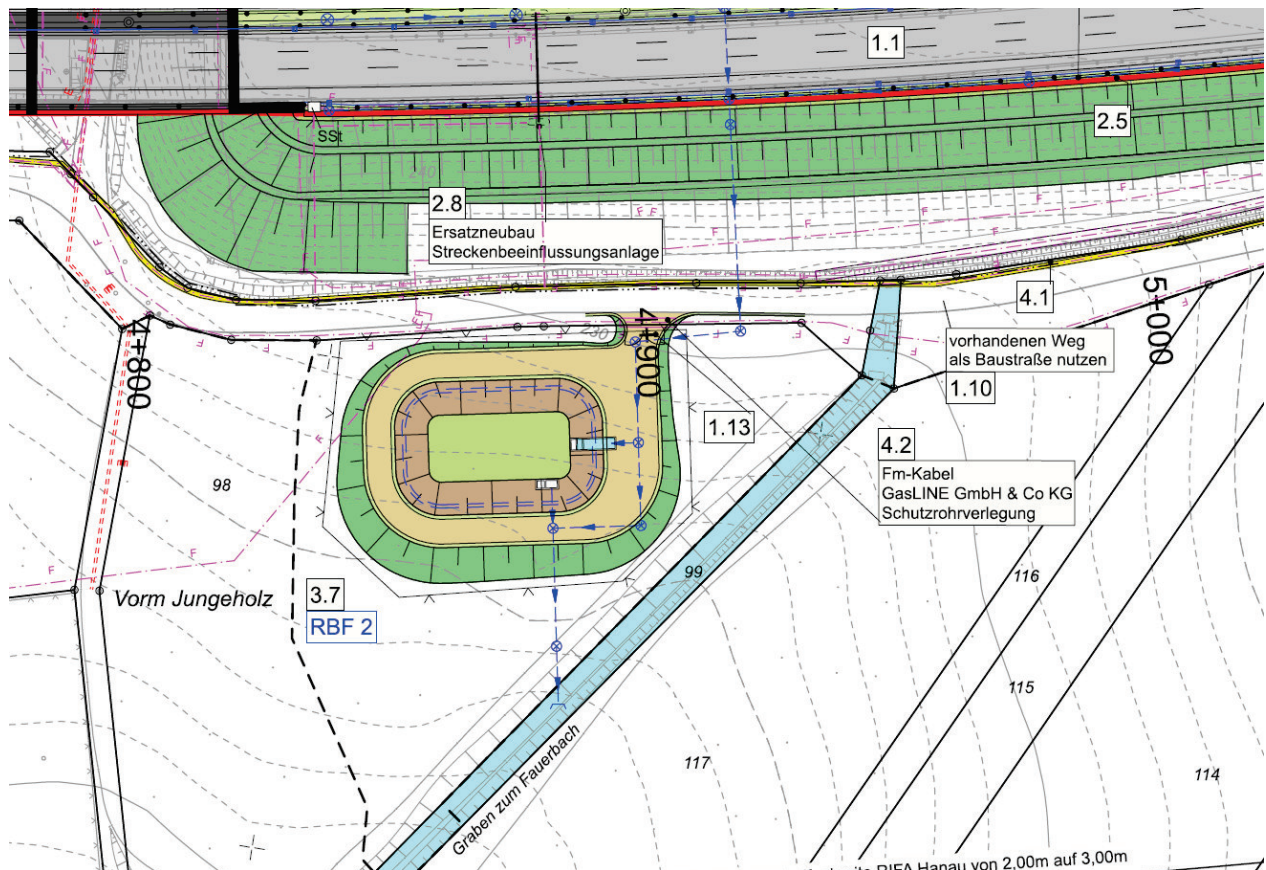 1.1
2.5
SSt
240
2.8
Ersatzneubau
Streckenbeeinflussungsanlage
4.1
5+000
4+800
230
4+900
vorhandenen Weg
als Baustraße nutzen
1.10
1.13
4.2
Fm-Kabel
GasLINE GmbH & Co KG
Schutzrohrverlegung
98
99
116
Vorm Jungeholz
3.7
RBF 2
115
117
114
Graben zum Fauerbach
RIFA Hanau von 2,00m auf 3,00m